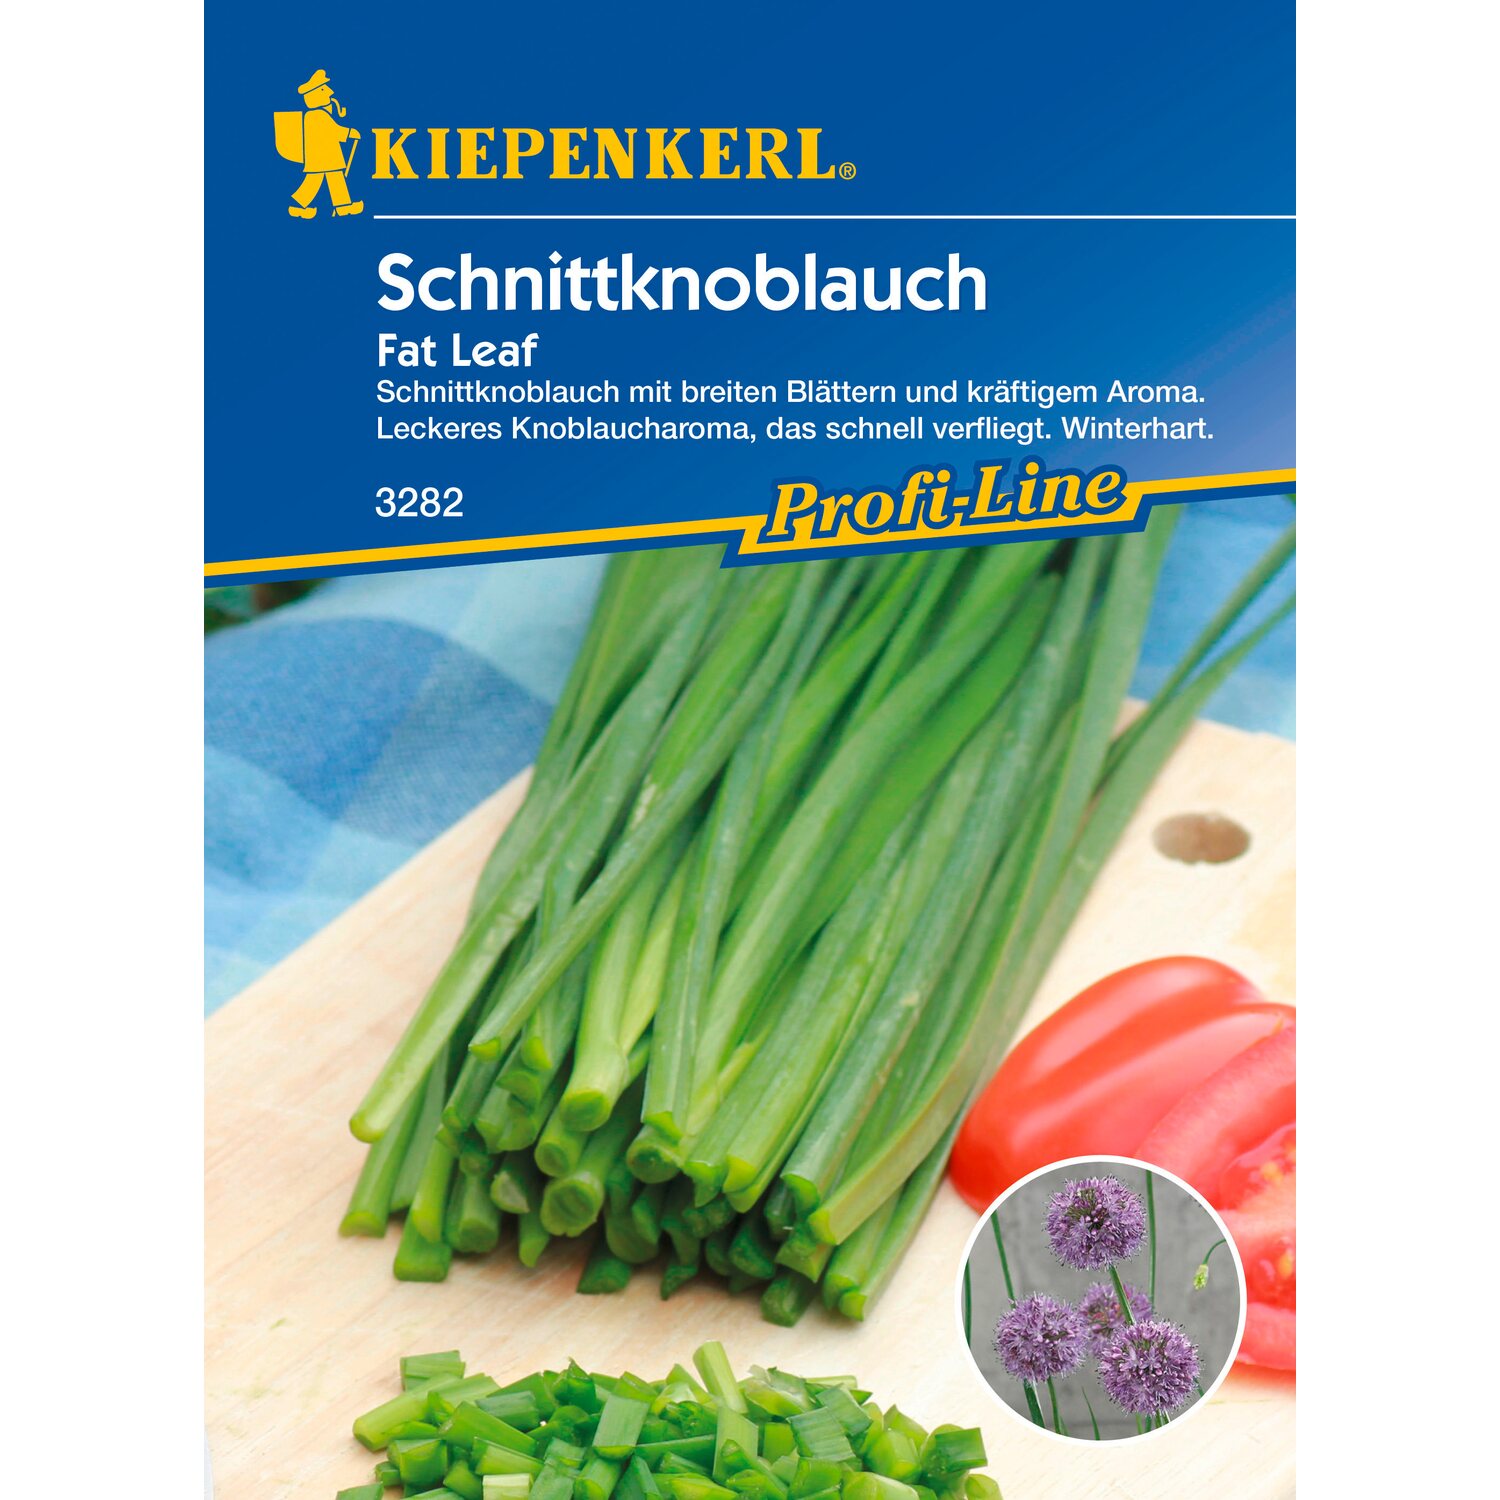 KIEPENKERL®
Schnittknoblauch
Fat Leaf
Schnittknoblauch mit breiten Blättern und kräftigem Aroma.
Leckeres Knoblaucharoma, das schnell verfliegt. Winterhart.
3282
Profi-Line